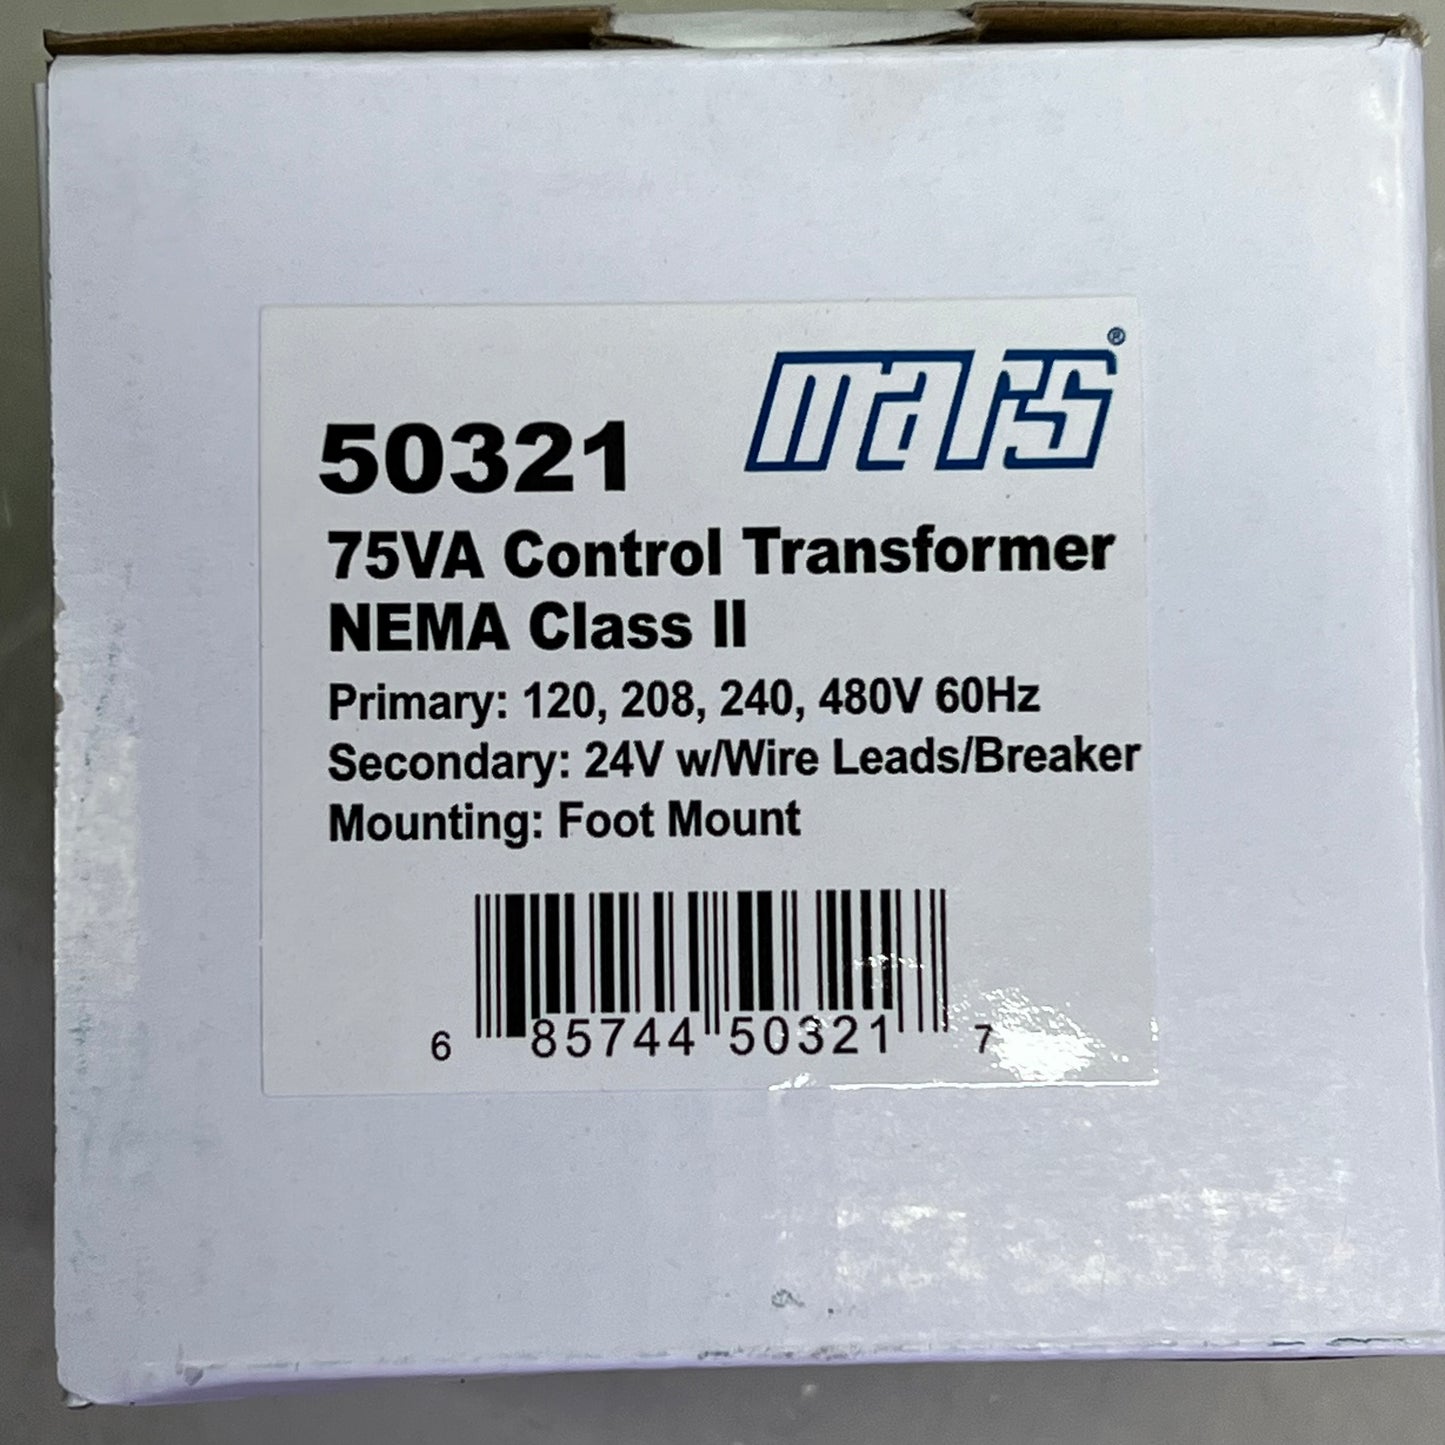 mars®
50321
75VA Control Transformer
NEMA Class II
Primary: 120, 208, 240, 480V 60Hz
Secondary: 24V w/Wire Leads/Breaker
Mounting: Foot Mount
6 85744 50321 7